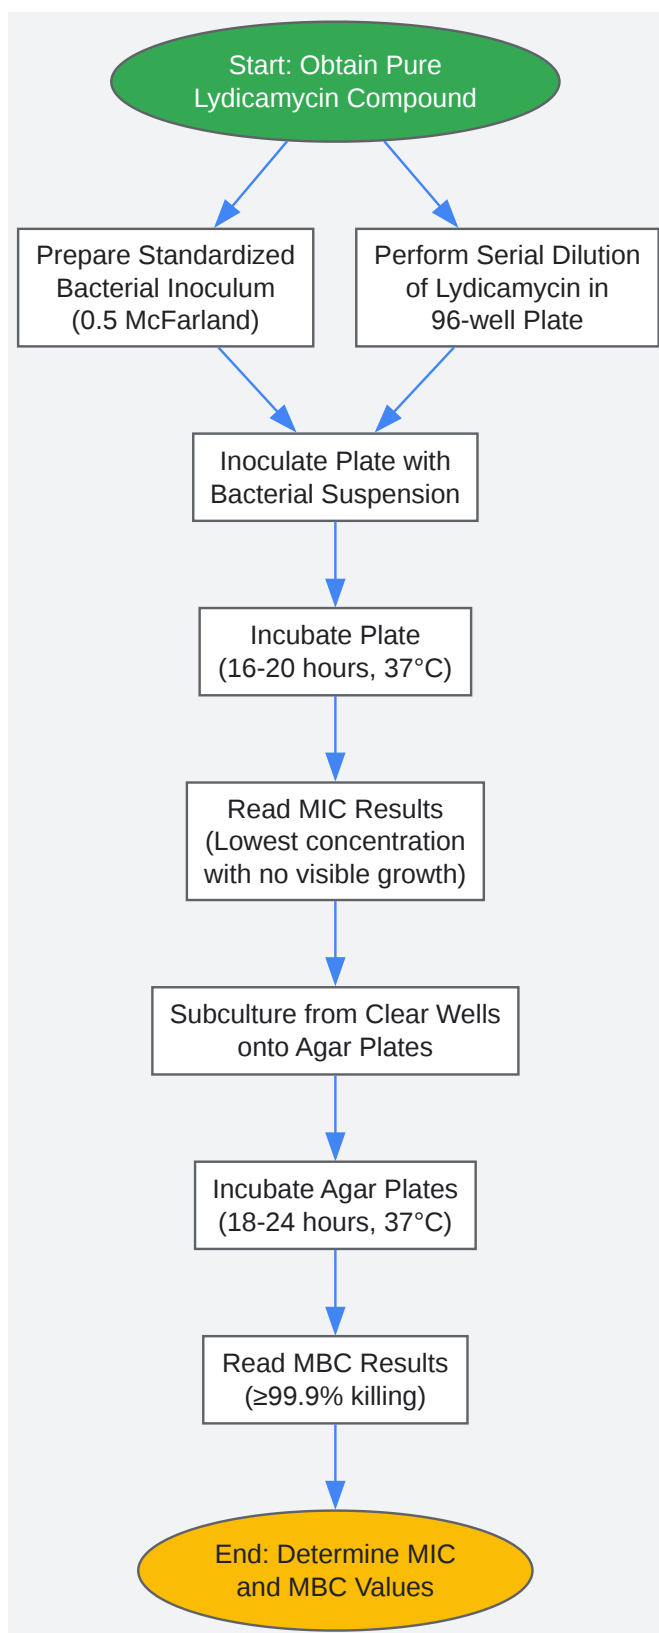 Start: Obtain Pure
Lydicamycin Compound
Prepare Standardized
Bacterial Inoculum
(0.5 McFarland)
Perform Serial Dilution
of Lydicamycin in
96-well Plate
Inoculate Plate with
Bacterial Suspension
Incubate Plate
(16-20 hours, 37°C)
Read MIC Results
(Lowest concentration
with no visible growth)
Subculture from Clear Wells
onto Agar Plates
Incubate Agar Plates
(18-24 hours, 37°C)
Read MBC Results
(≥99.9% killing)
End: Determine MIC
and MBC Values